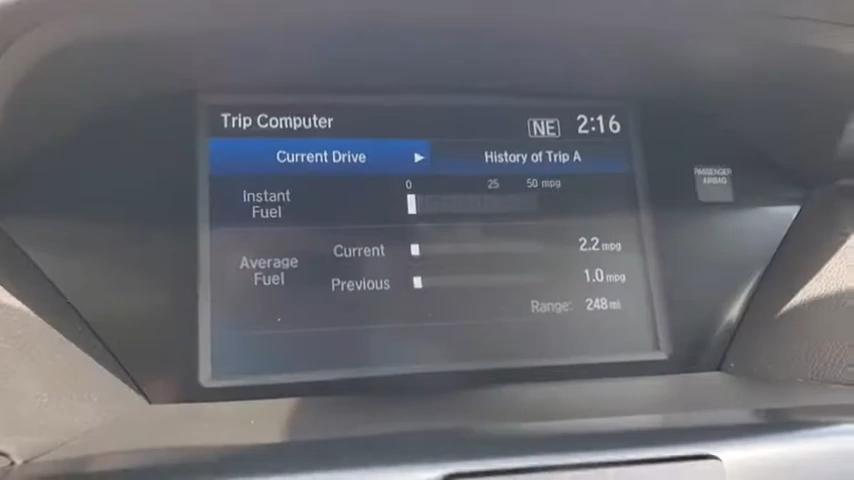 Trip Computer NE 2:16
Current Drive ▶ History of Trip A
0 25 50 mpg
Instant
Fuel
Average
Fuel
Current 2.2 mpg
Previous 1.0 mpg
Range: 248 mi
PASSENGER
AIRBAG